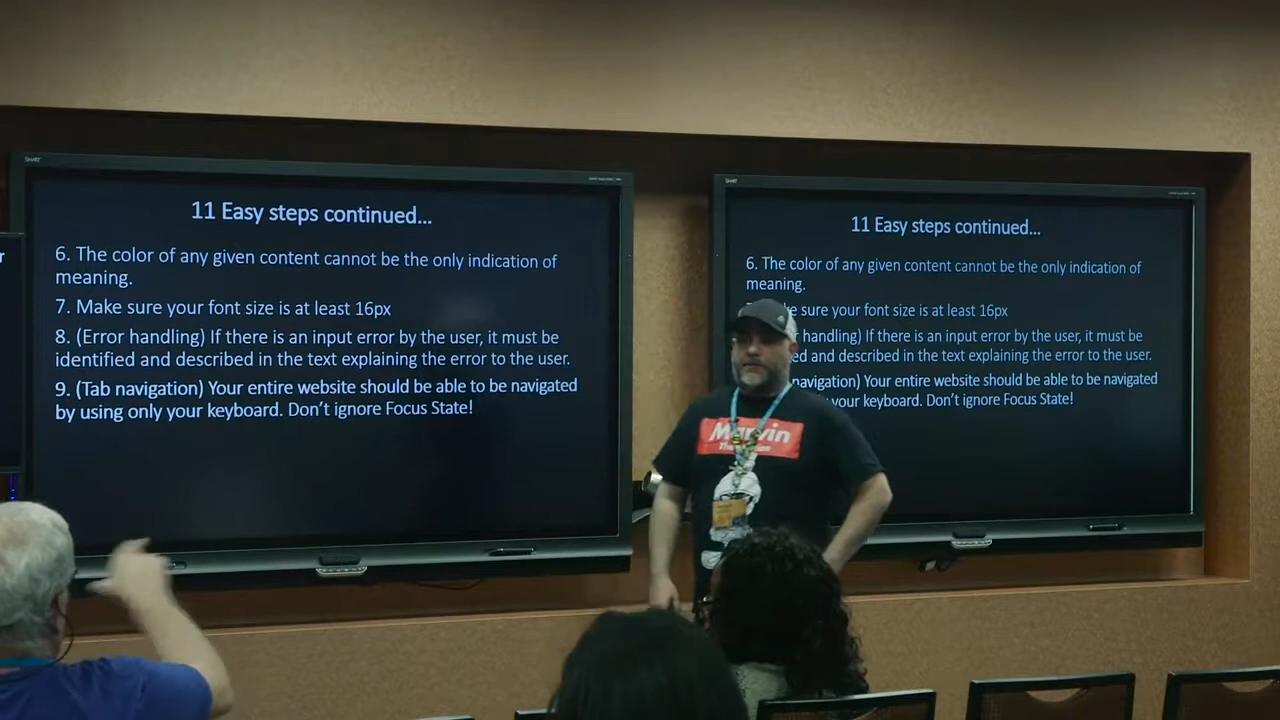 SMART
11 Easy steps continued...
6. The color of any given content cannot be the only indication of
meaning.
7. Make sure your font size is at least 16px
8. (Error handling) If there is an input error by the user, it must be
identified and described in the text explaining the error to the user.
9. (Tab navigation) Your entire website should be able to be navigated
by using only your keyboard. Don't ignore Focus State!
r
SMART
11 Easy steps continued...
6. The color of any given content cannot be the only indication of
meaning.
ke sure your font size is at least 16px
handling) If there is an input error by the user, it must be
ed and described in the text explaining the error to the user.
navigation) Your entire website should be able to be navigated
your keyboard. Don't ignore Focus State!
Marvin